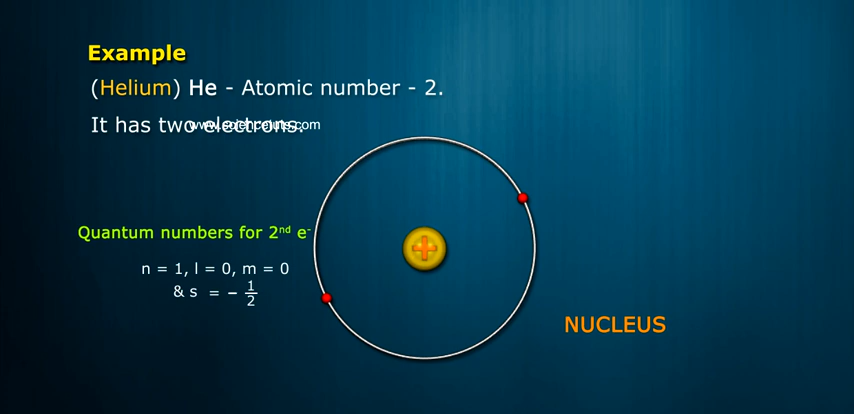 Example
(Helium) He - Atomic number - 2.
It has two electrons.
Quantum numbers for 2nd e-
n = 1, l = 0, m = 0
& s = - 1/2
NUCLEUS